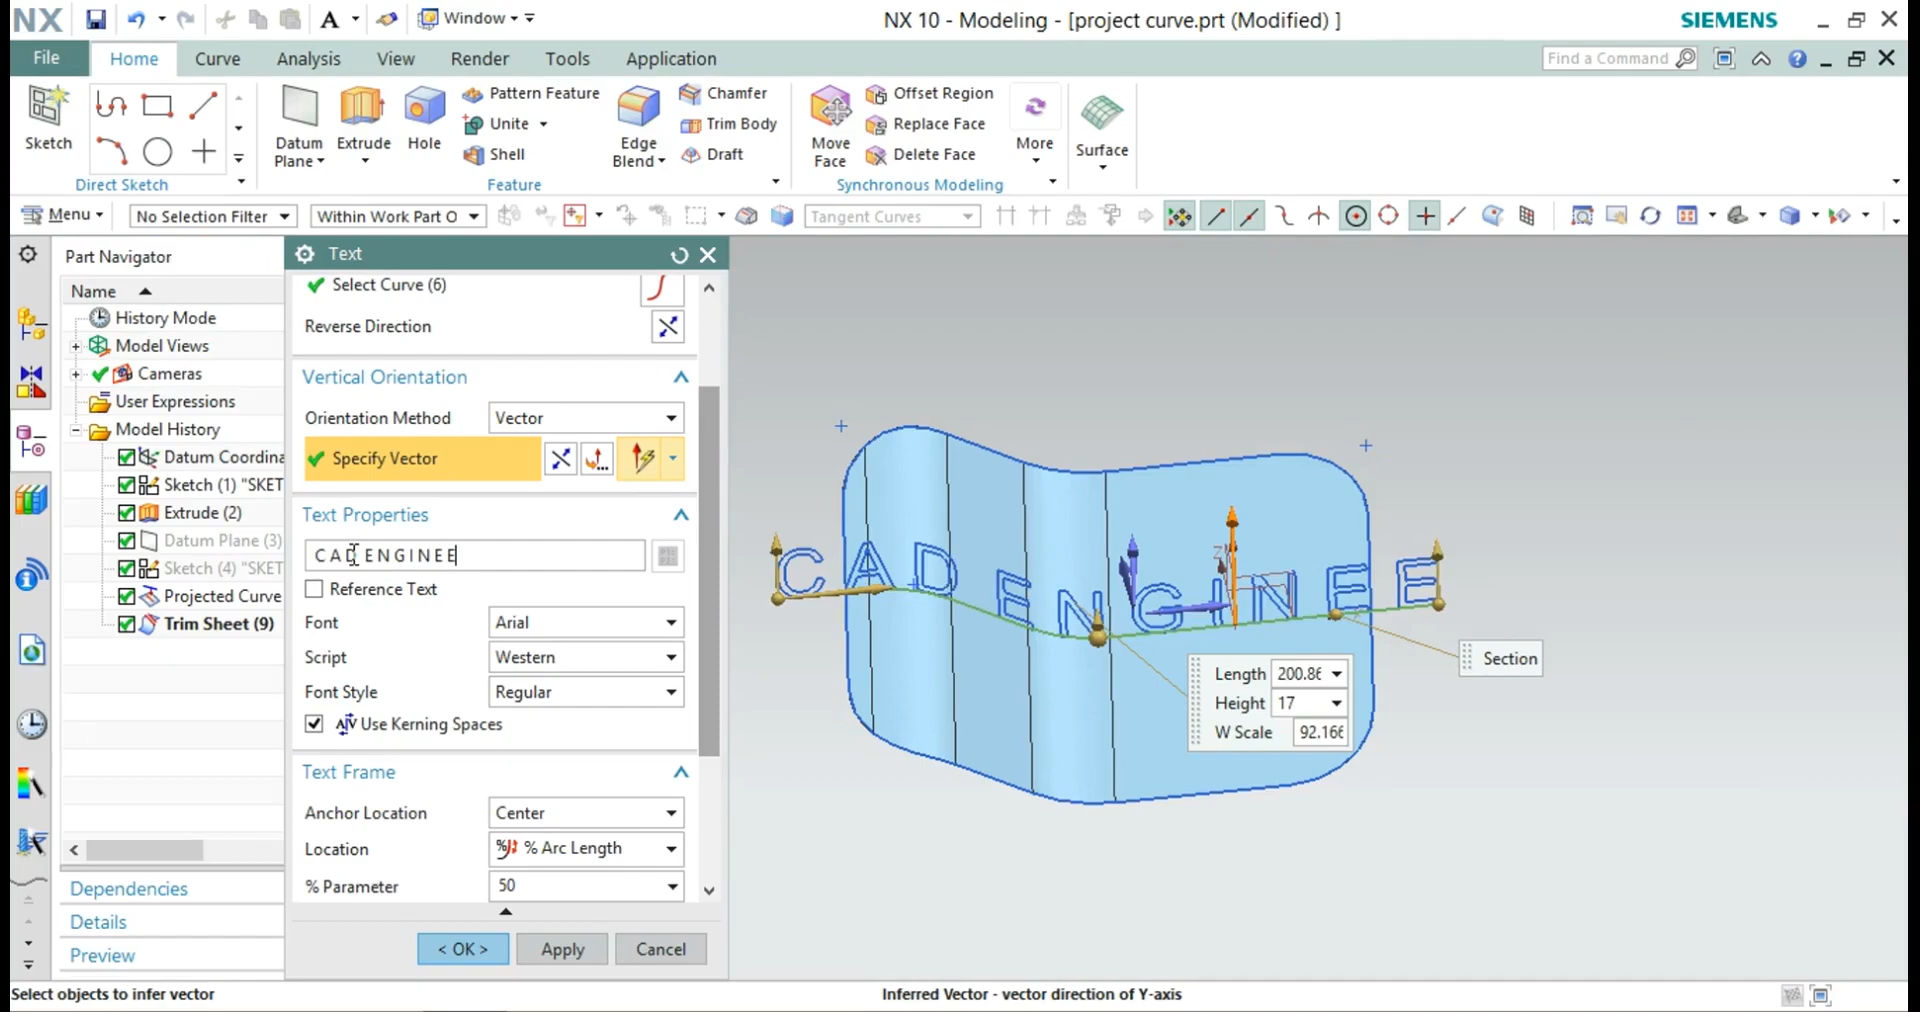 NX Window NX 10 - Modeling - [project curve.prt (Modified) ] SIEMENS
File Home Curve Analysis View Render Tools Application Find a Command
Sketch Datum Plane Extrude Hole Pattern Feature Unite Shell Edge Blend Chamfer Trim Body Draft Move Face Offset Region Replace Face Delete Face More Surface
Direct Sketch Feature Synchronous Modeling
Menu No Selection Filter Within Work Part O Tangent Curves
Part Navigator
Name
History Mode
Model Views
Cameras
User Expressions
Model History
Datum Coordina
Sketch (1) "SKET
Extrude (2)
Datum Plane (3)
Sketch (4) "SKET
Projected Curve
Trim Sheet (9)
Dependencies
Details
Preview
Text
Select Curve (6)
Reverse Direction
Vertical Orientation
Orientation Method Vector
Specify Vector
Text Properties
C A D E N G I N E E
Reference Text
Font Arial
Script Western
Font Style Regular
Use Kerning Spaces
Text Frame
Anchor Location Center
Location % Arc Length
% Parameter 50
< OK > Apply Cancel
C A D E N G I N E E
Section
Length 200.86
Height 17
W Scale 92.166
Select objects to infer vector Inferred Vector - vector direction of Y-axis